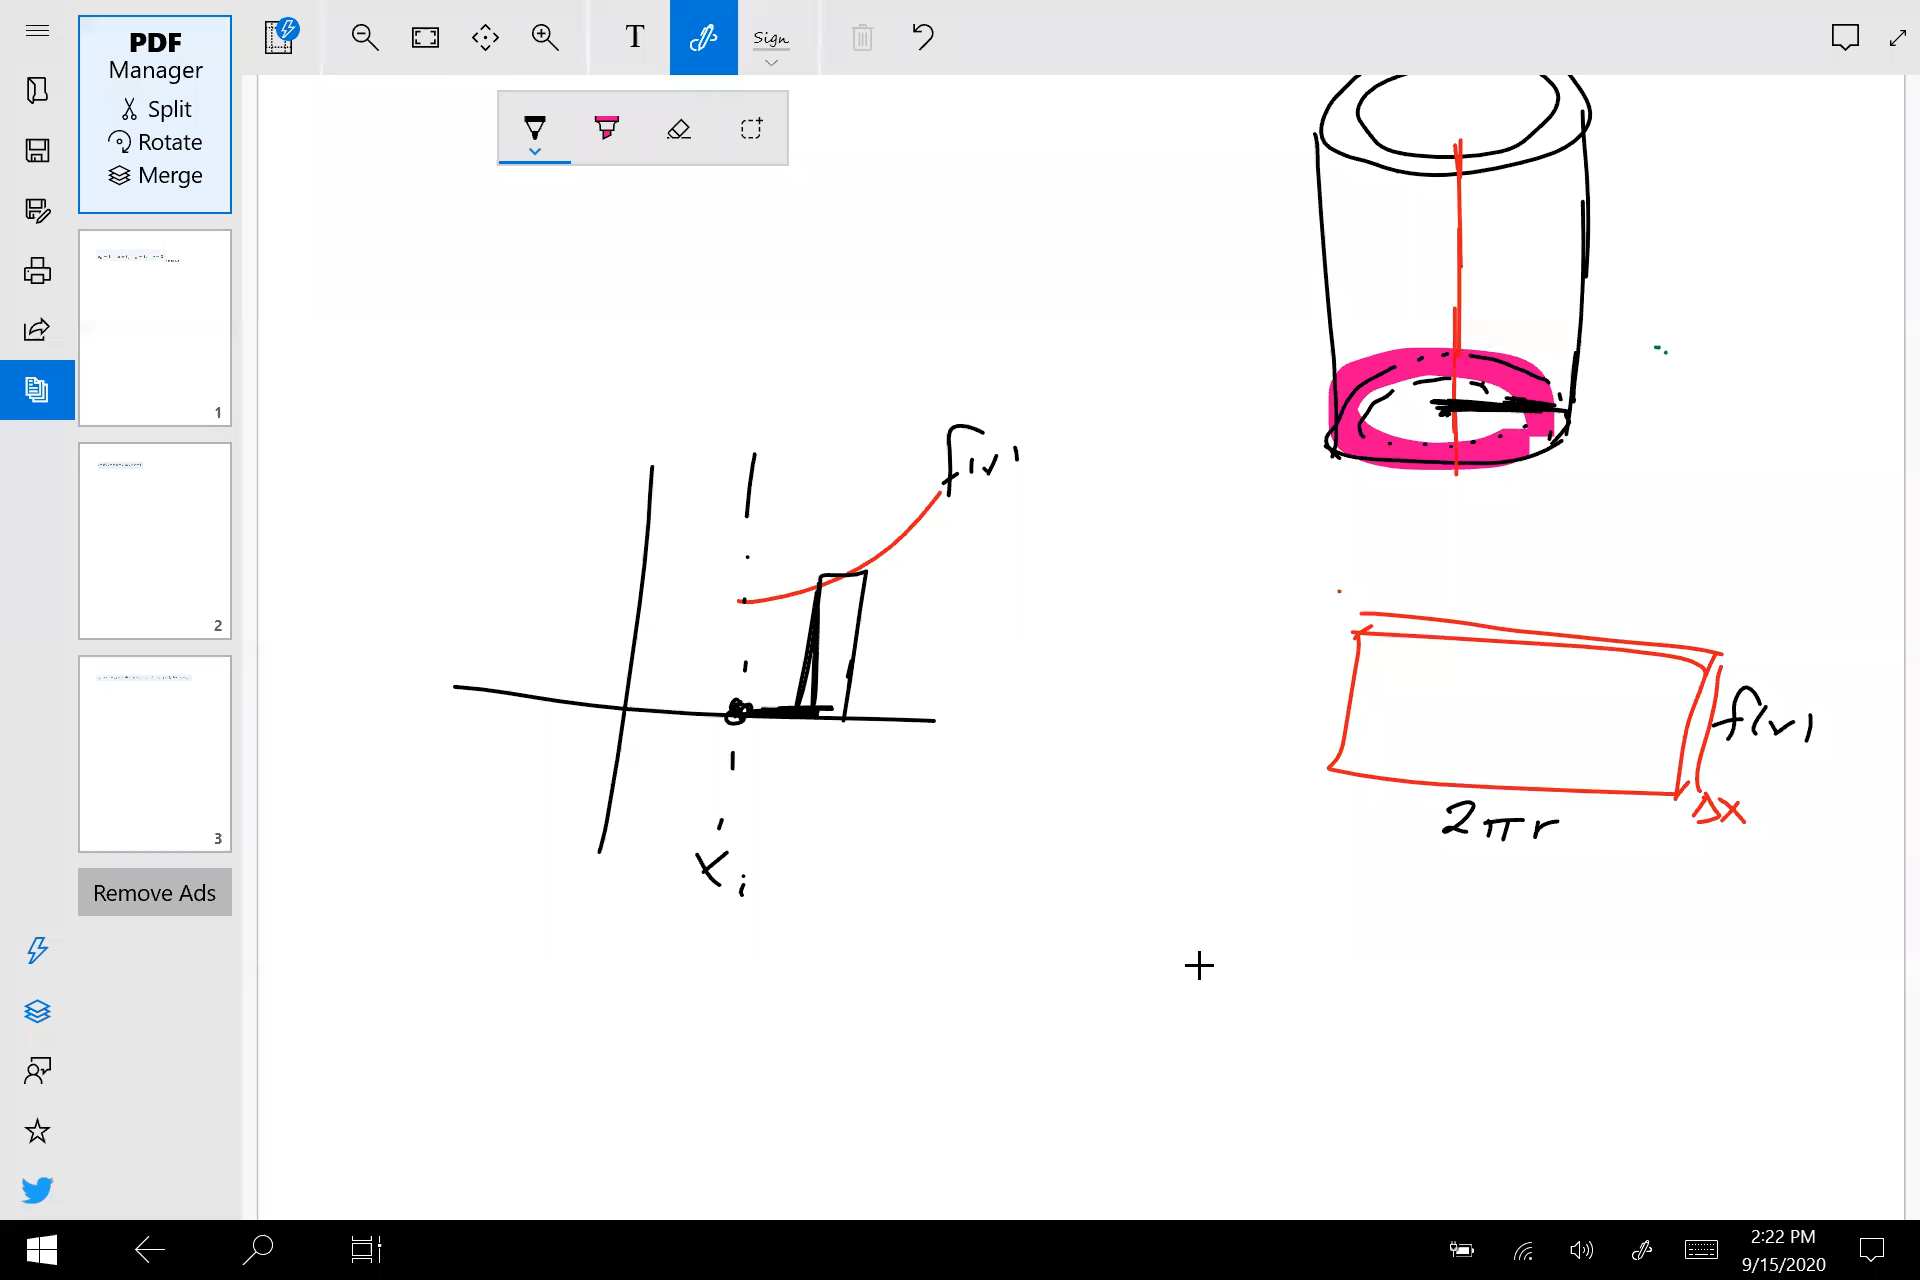 PDF
Manager
Split
Rotate
Merge
T
Sign
1
2
3
Remove Ads
f(x)
xi
f(x)
Δx
2πr
2:22 PM
9/15/2020